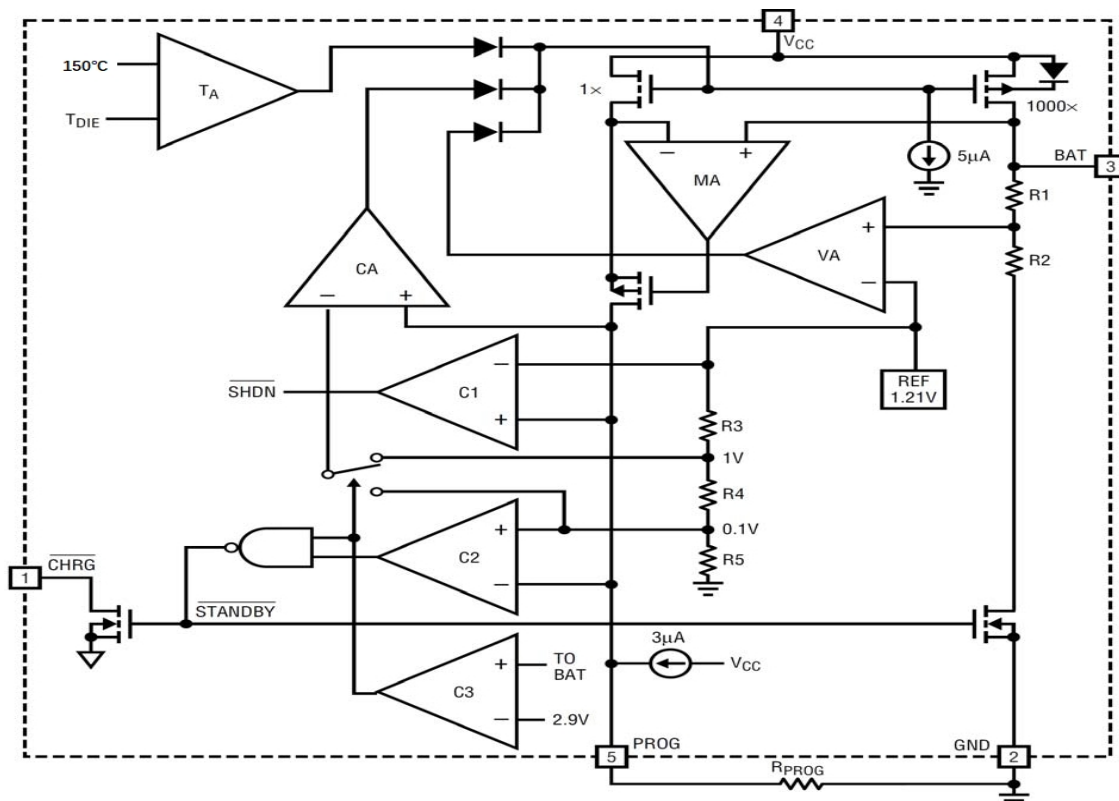 4
VCC
150°C
TA
TDIE
1×
1000×
5μA
BAT
3
− +
MA
R1
+
VA
−
R2
CA
− +
REF
1.21V
SHDN
C1
−
+
R3
1V
R4
0.1V
R5
+
C2
−
CHRG
1
STANDBY
3μA
VCC
+
C3
−
TO
BAT
2.9V
PROG
5
GND
2
RPROG